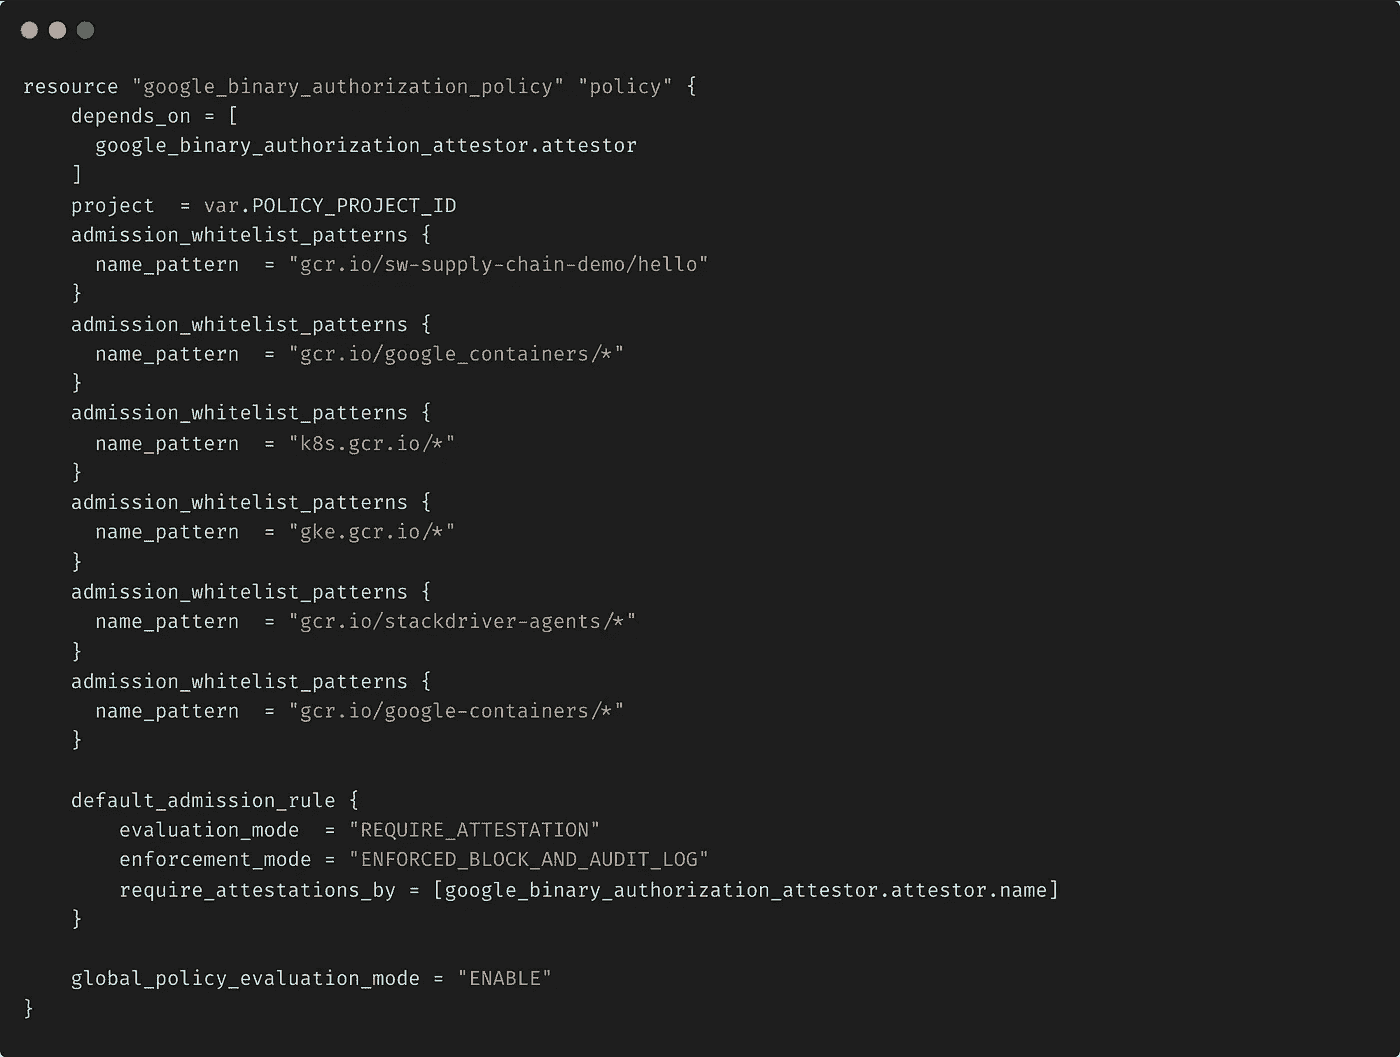 resource "google_binary_authorization_policy" "policy" {
    depends_on = [
      google_binary_authorization_attestor.attestor
    ]
    project  = var.POLICY_PROJECT_ID
    admission_whitelist_patterns {
      name_pattern  = "gcr.io/sw-supply-chain-demo/hello"
    }
    admission_whitelist_patterns {
      name_pattern  = "gcr.io/google_containers/*"
    }
    admission_whitelist_patterns {
      name_pattern  = "k8s.gcr.io/*"
    }
    admission_whitelist_patterns {
      name_pattern  = "gke.gcr.io/*"
    }
    admission_whitelist_patterns {
      name_pattern  = "gcr.io/stackdriver-agents/*"
    }
    admission_whitelist_patterns {
      name_pattern  = "gcr.io/google-containers/*"
    }

    default_admission_rule {
        evaluation_mode  = "REQUIRE_ATTESTATION"
        enforcement_mode = "ENFORCED_BLOCK_AND_AUDIT_LOG"
        require_attestations_by = [google_binary_authorization_attestor.attestor.name]
    }

    global_policy_evaluation_mode = "ENABLE"
}